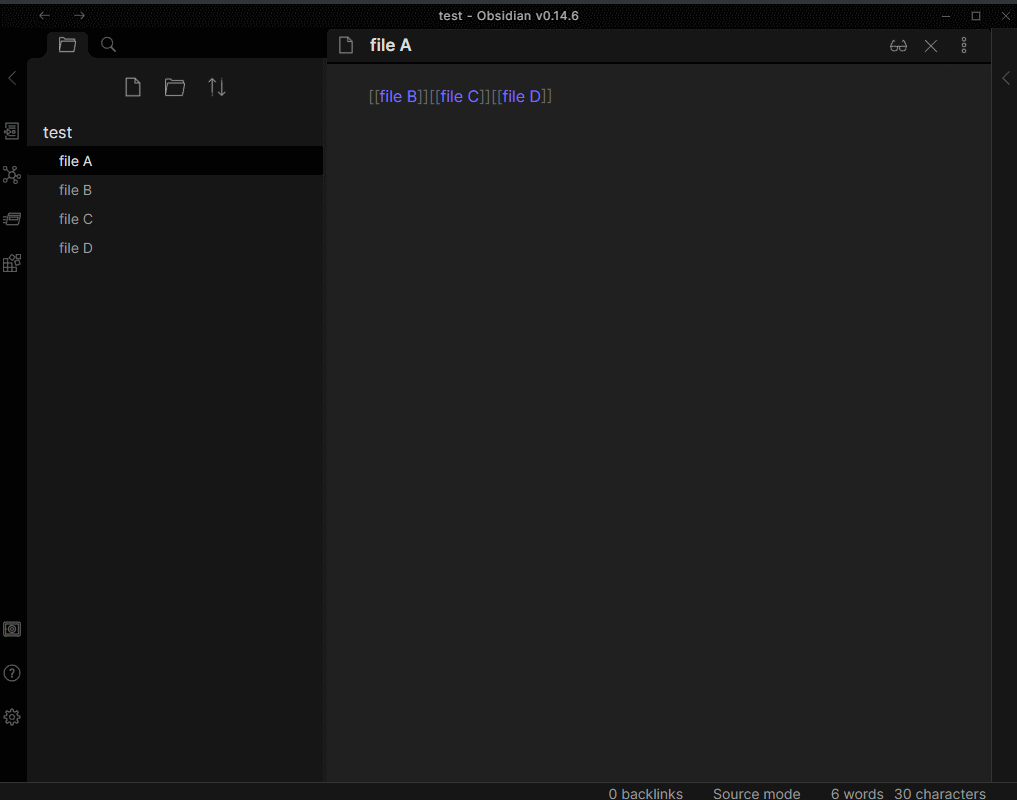 test - Obsidian v0.14.6
file A
[[file B]][[file C]][[file D]]
test
file A
file B
file C
file D
0 backlinks Source mode 6 words 30 characters